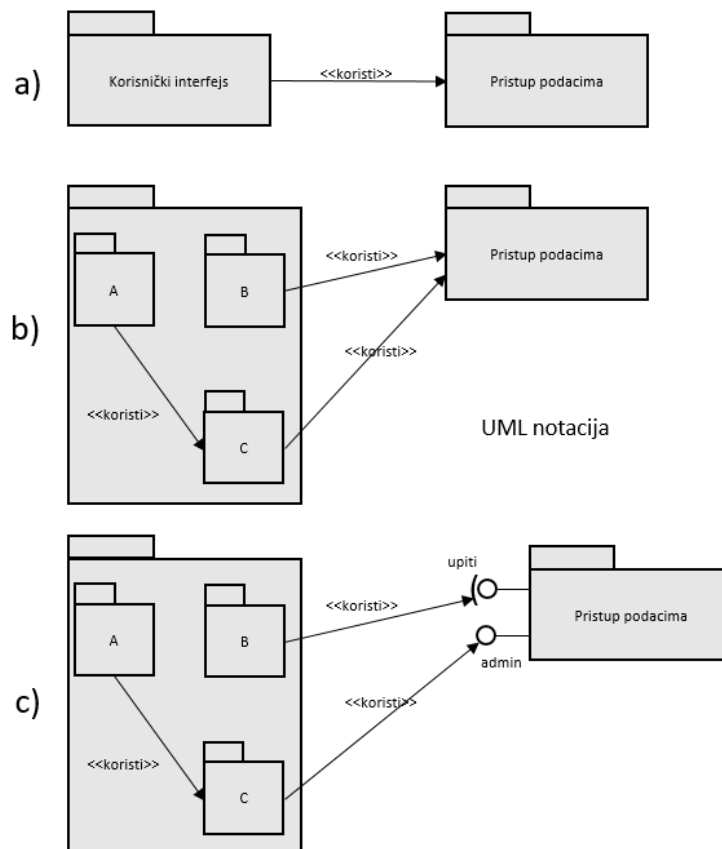 a)
Korisnički interfejs
<<koristi>>
Pristup podacima
b)
A
B
<<koristi>>
Pristup podacima
<<koristi>>
<<koristi>>
C
UML notacija
c)
A
B
<<koristi>>
upiti
Pristup podacima
admin
<<koristi>>
<<koristi>>
C